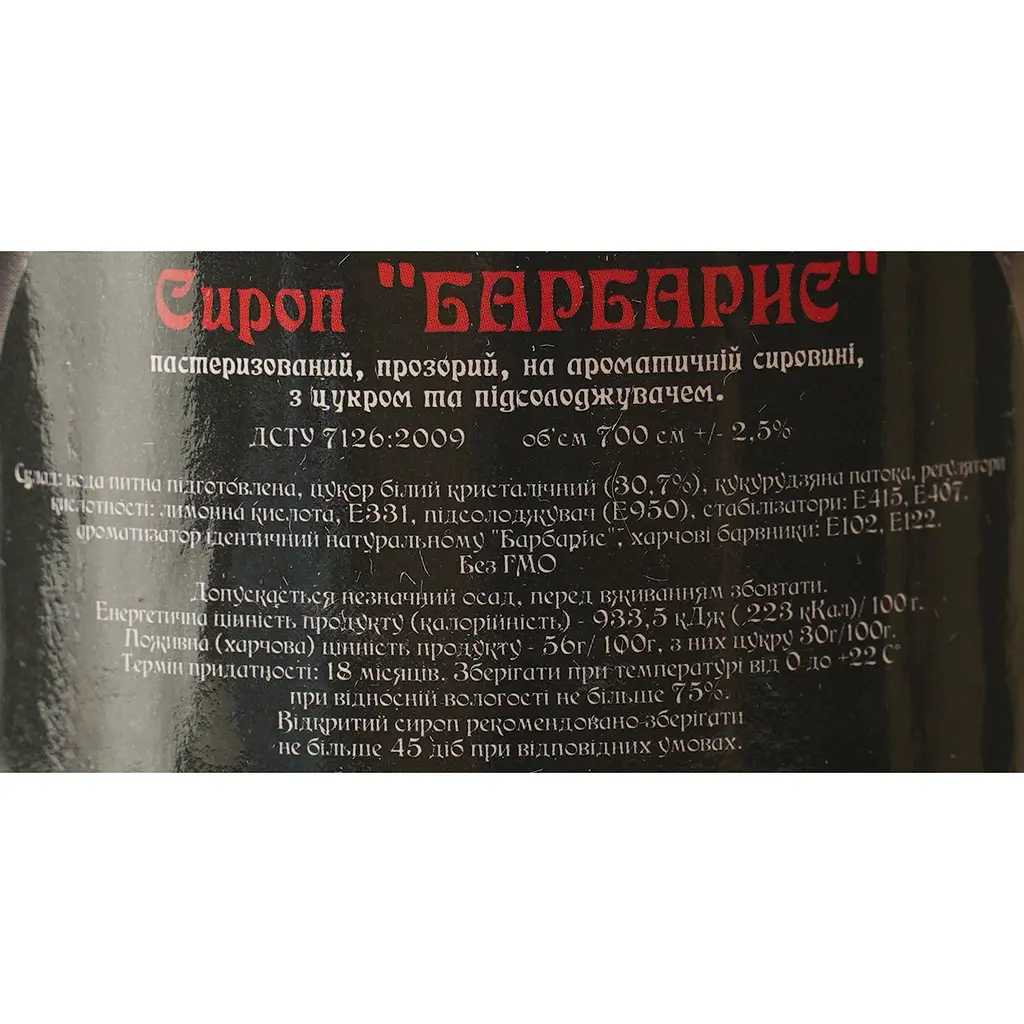 Сироп "БАРБАРИС"
пастеризований, прозорий, на ароматичній сировині,
з цукром та підсолоджувачем.
ДСТУ 7126:2009 об'єм 700 см +/- 2,5%
Склад: вода питна підготовлена, цукор білий кристалічний (30,7%), кукурудзяна патока, регулятори
кислотності: лимонна кислота, Е331, підсолоджувач (Е950), стабілізатори: Е415, Е407.
ароматизатор ідентичний натуральному "Барбарис", харчові барвники: Е102, Е122.
Без ГМО
Допускається незначний осад, перед вживанням збовтати.
Енергетична цінність продукту (калорійність) - 933,5 кДж ( 223 кКал)/ 100 г.
Поживна (харчова) цінність продукту - 56г/ 100г, з них цукру 30г/100г.
Термін придатності: 18 місяців. Зберігати при температурі від 0 до +22 С°
при відносній вологості не більше 75%.
Відкритий сироп рекомендовано зберігати
не більше 45 діб при відповідних умовах.